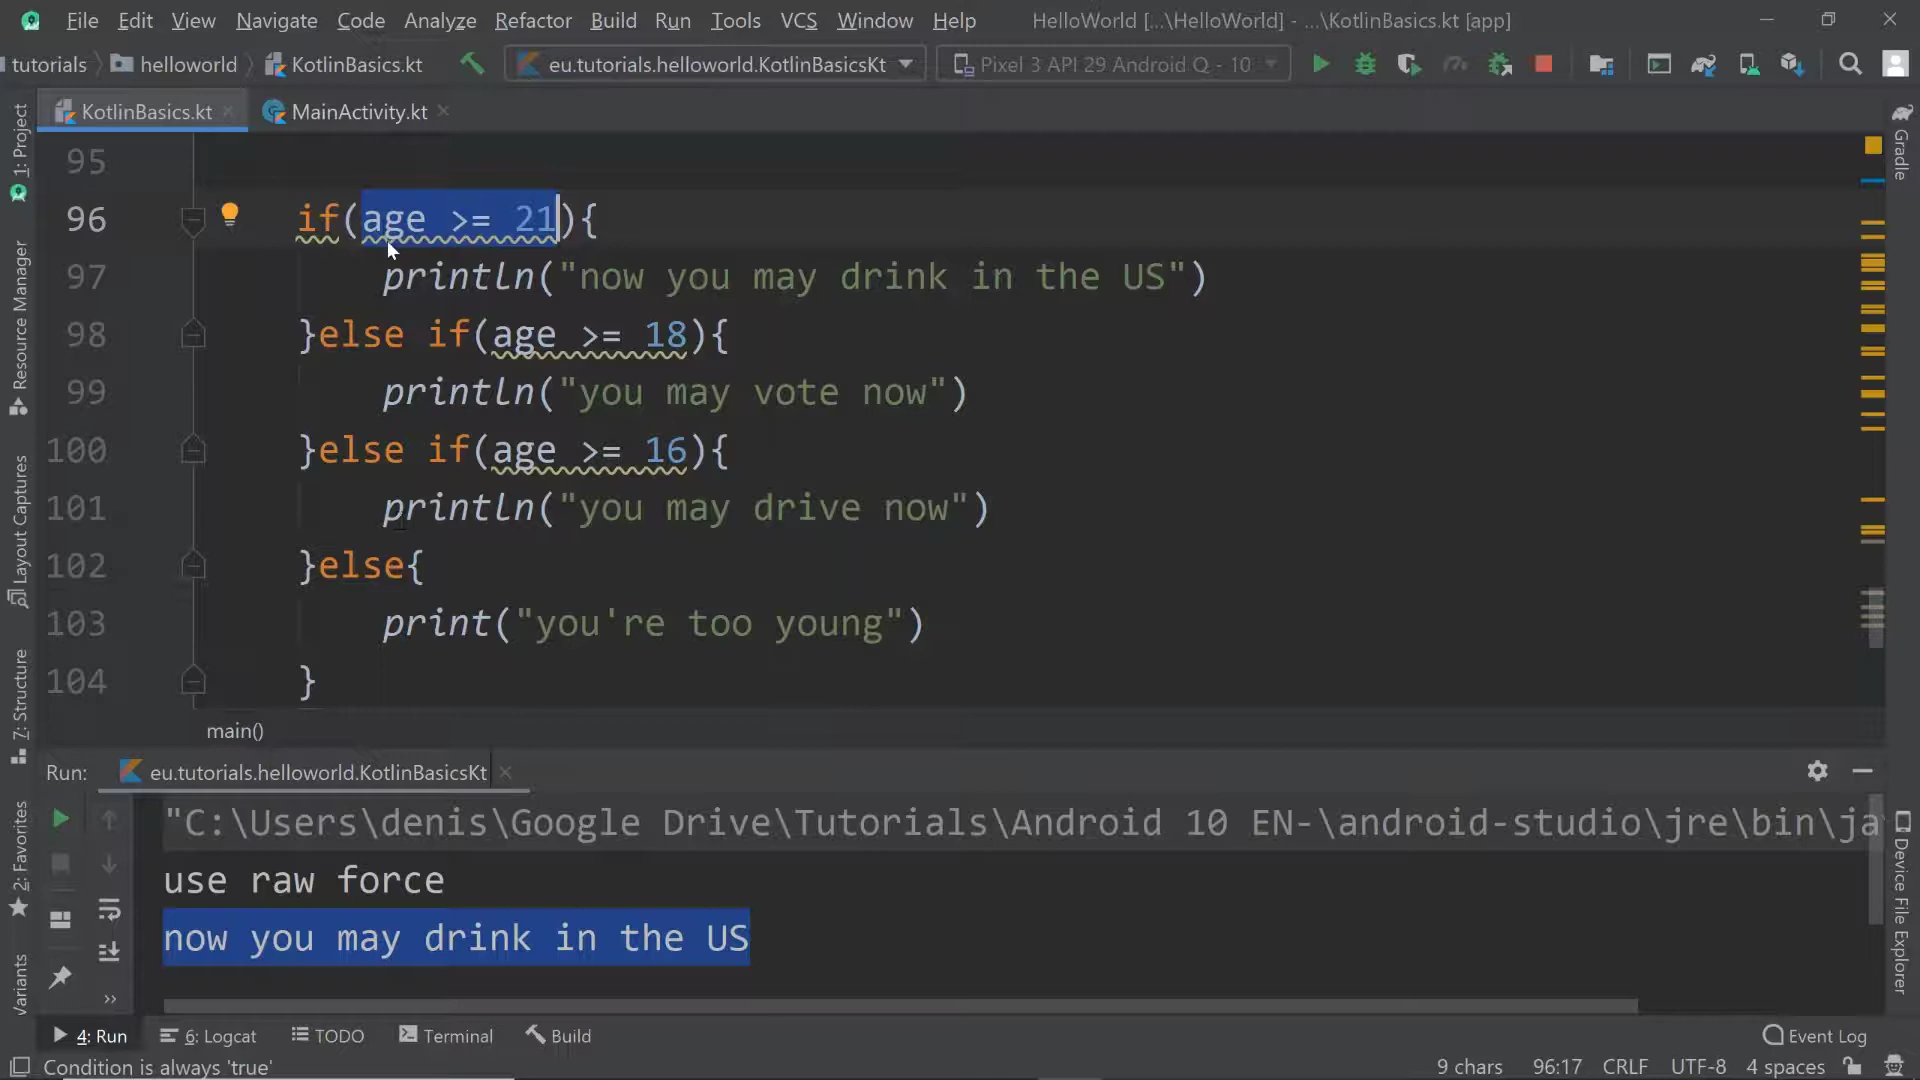 File Edit View Navigate Code Analyze Refactor Build Run Tools VCS Window Help HelloWorld [...\HelloWorld] - ...\KotlinBasics.kt [app]
tutorials helloworld KotlinBasics.kt eu.tutorials.helloworld.KotlinBasicsKt Pixel 3 API 29 Android Q - 10
KotlinBasics.kt MainActivity.kt
1: Project
Resource Manager
Layout Captures
7: Structure
2: Favorites
Variants
Gradle
Device File Explorer
95
96 if(age >= 21){
97 println("now you may drink in the US")
98 }else if(age >= 18){
99 println("you may vote now")
100 }else if(age >= 16){
101 println("you may drive now")
102 }else{
103 print("you're too young")
104 }
main()
Run: eu.tutorials.helloworld.KotlinBasicsKt
"C:\Users\denis\Google Drive\Tutorials\Android 10 EN-\android-studio\jre\bin\ja
use raw force
now you may drink in the US
4: Run 6: Logcat TODO Terminal Build Event Log
Condition is always 'true' 9 chars 96:17 CRLF UTF-8 4 spaces